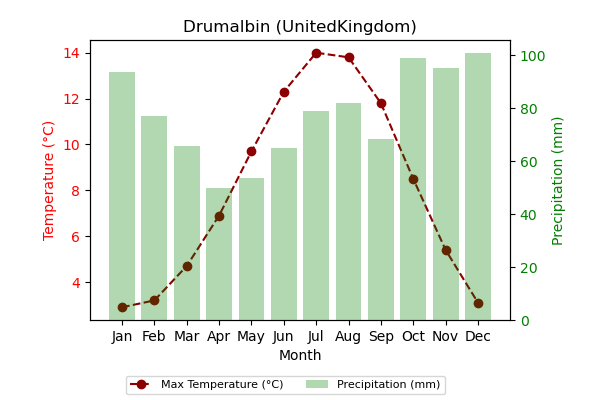 Drumalbin (UnitedKingdom)
14
12
10
8
6
4
Temperature (°C)
100
80
60
40
20
0
Precipitation (mm)
Jan Feb Mar Apr May Jun Jul Aug Sep Oct Nov Dec
Month
Max Temperature (°C) Precipitation (mm)